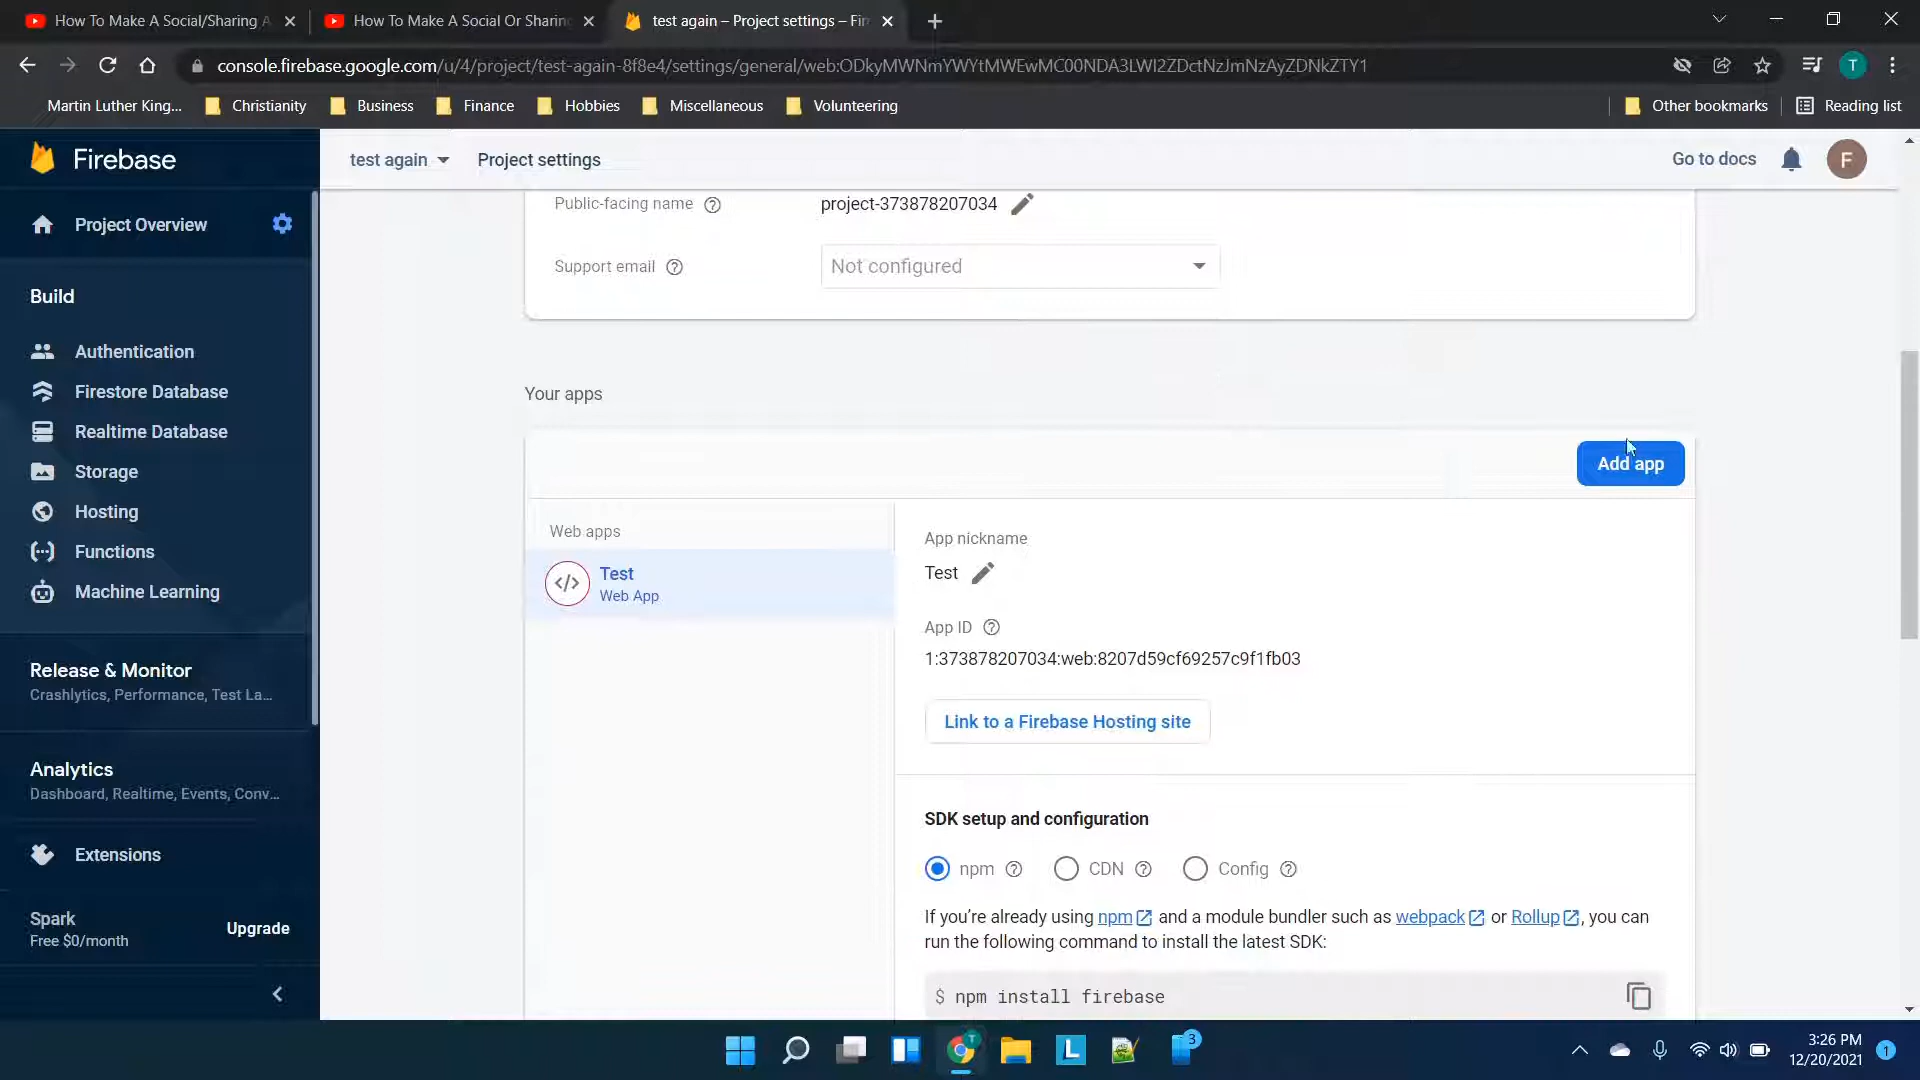 How To Make A Social/Sharing A
How To Make A Social Or Sharing
test again – Project settings – Fir
console.firebase.google.com/u/4/project/test-again-8f8e4/settings/general/web:ODkyMWNmYWYtMWEwMC00NDA3LWI2ZDctNzJmNzAyZDNkZTY1
T
Martin Luther King...
Christianity
Business
Finance
Hobbies
Miscellaneous
Volunteering
Other bookmarks
Reading list
Firebase
test again
Project settings
Go to docs
F
Project Overview
Build
Authentication
Firestore Database
Realtime Database
Storage
Hosting
Functions
Machine Learning
Release & Monitor
Crashlytics, Performance, Test La...
Analytics
Dashboard, Realtime, Events, Conv...
Extensions
Spark
Free $0/month
Upgrade
Public-facing name
project-373878207034
Support email
Not configured
Your apps
Add app
Web apps
Test
Web App
App nickname
Test
App ID
1:373878207034:web:8207d59cf69257c9f1fb03
Link to a Firebase Hosting site
SDK setup and configuration
npm
CDN
Config
If you're already using npm and a module bundler such as webpack or Rollup, you can
run the following command to install the latest SDK:
$ npm install firebase
T
L
3
3:26 PM
12/20/2021
1